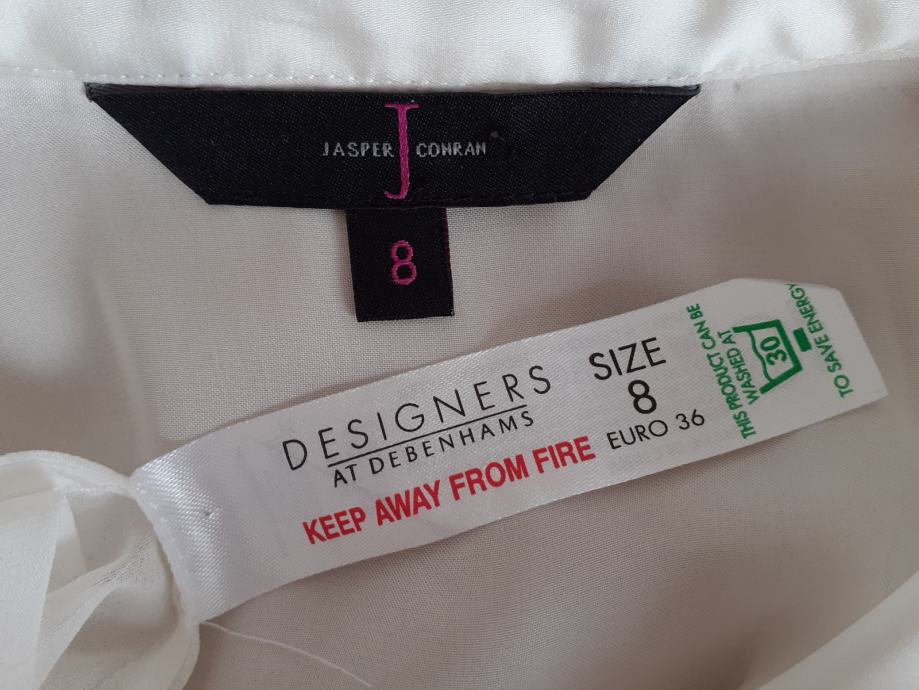 JASPER J CONRAN
8
DESIGNERS
AT DEBENHAMS
KEEP AWAY FROM FIRE
SIZE
8
EURO 36
THIS PRODUCT CAN BE
WASHED AT
30
TO SAVE ENERGY